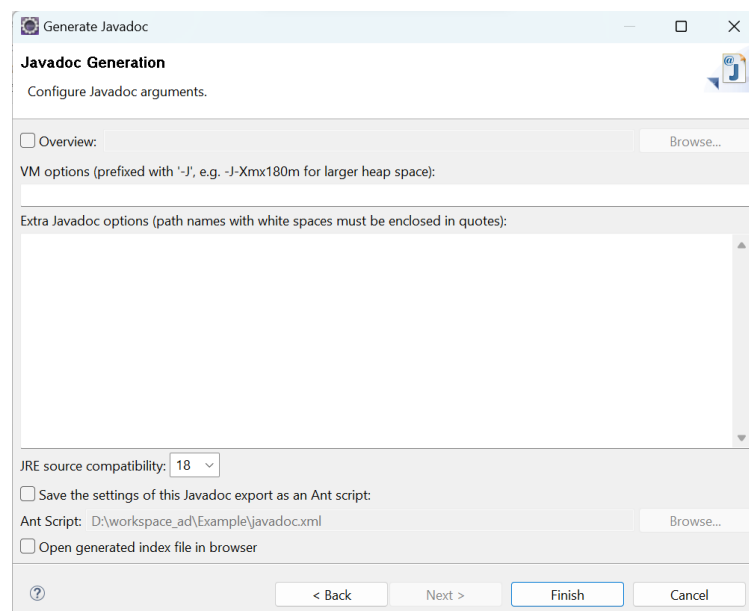 Generate Javadoc
Javadoc Generation
Configure Javadoc arguments.
@
J
Overview:
Browse...
VM options (prefixed with '-J', e.g. -J-Xmx180m for larger heap space):
Extra Javadoc options (path names with white spaces must be enclosed in quotes):
JRE source compatibility: 18
Save the settings of this Javadoc export as an Ant script:
Ant Script: D:\workspace_ad\Example\javadoc.xml Browse...
Open generated index file in browser
? < Back Next > Finish Cancel